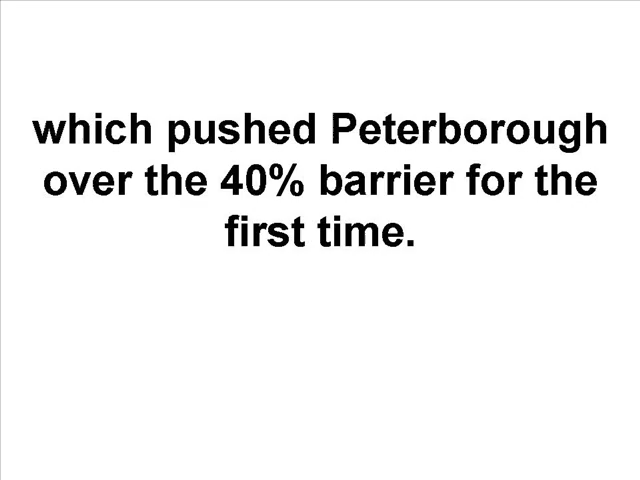 which pushed Peterborough
over the 40% barrier for the
first time.